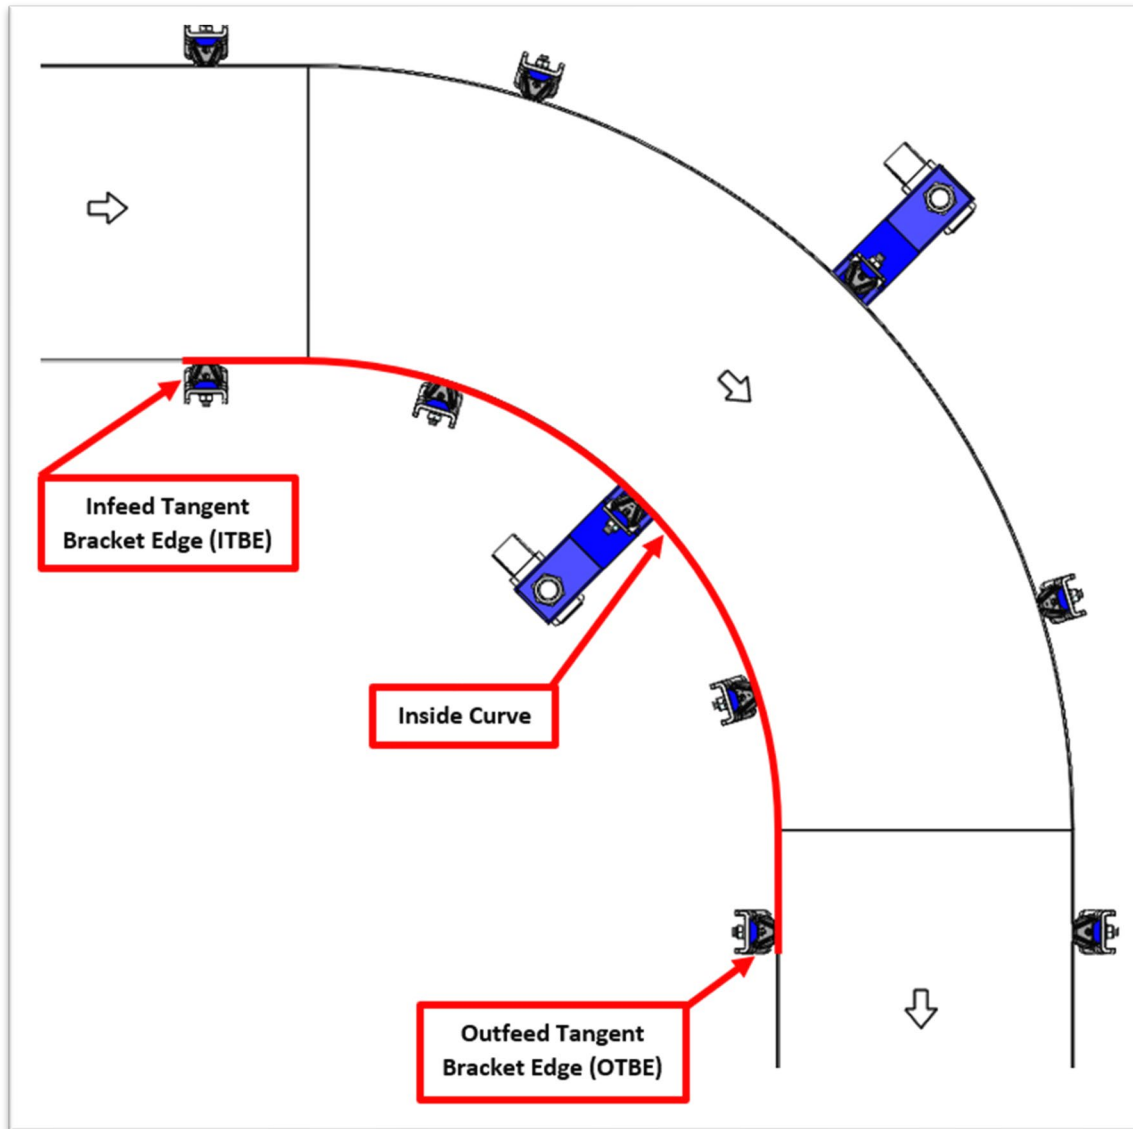 Infeed Tangent
Bracket Edge (ITBE)
Inside Curve
Outfeed Tangent
Bracket Edge (OTBE)